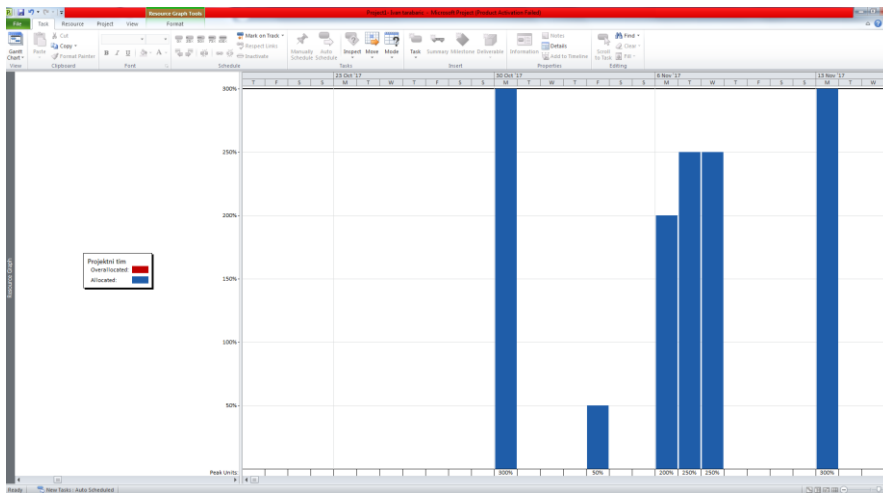 Resource Graph Tools
Project1 - Ivan barabaric - Microsoft Project (Product Activation Failed)
File Task Resource Project View Format
Gantt Chart
View
Paste
Cut
Copy
Format Painter
Clipboard
B I U A
Font
Mark on Track
Respect Links
Inactivate
Schedule
Manually Schedule
Auto Schedule
Inspect Move Mode
Tasks
Task Summary Milestone Deliverable
Insert
Information
Notes
Details
Add to Timeline
Properties
Scroll to Task
Find
Clear
Fill
Editing
23 Oct '17 30 Oct '17 6 Nov '17 13 Nov '17
T F S S M T W T F S S M T W T F S S M T W T F S S M T W
300%
250%
200%
150%
100%
50%
Resource Graph
Projektni tim
Overallocated:
Allocated:
Peak Units: 300% 50% 200% 250% 250% 300%
Ready New Tasks : Auto Scheduled